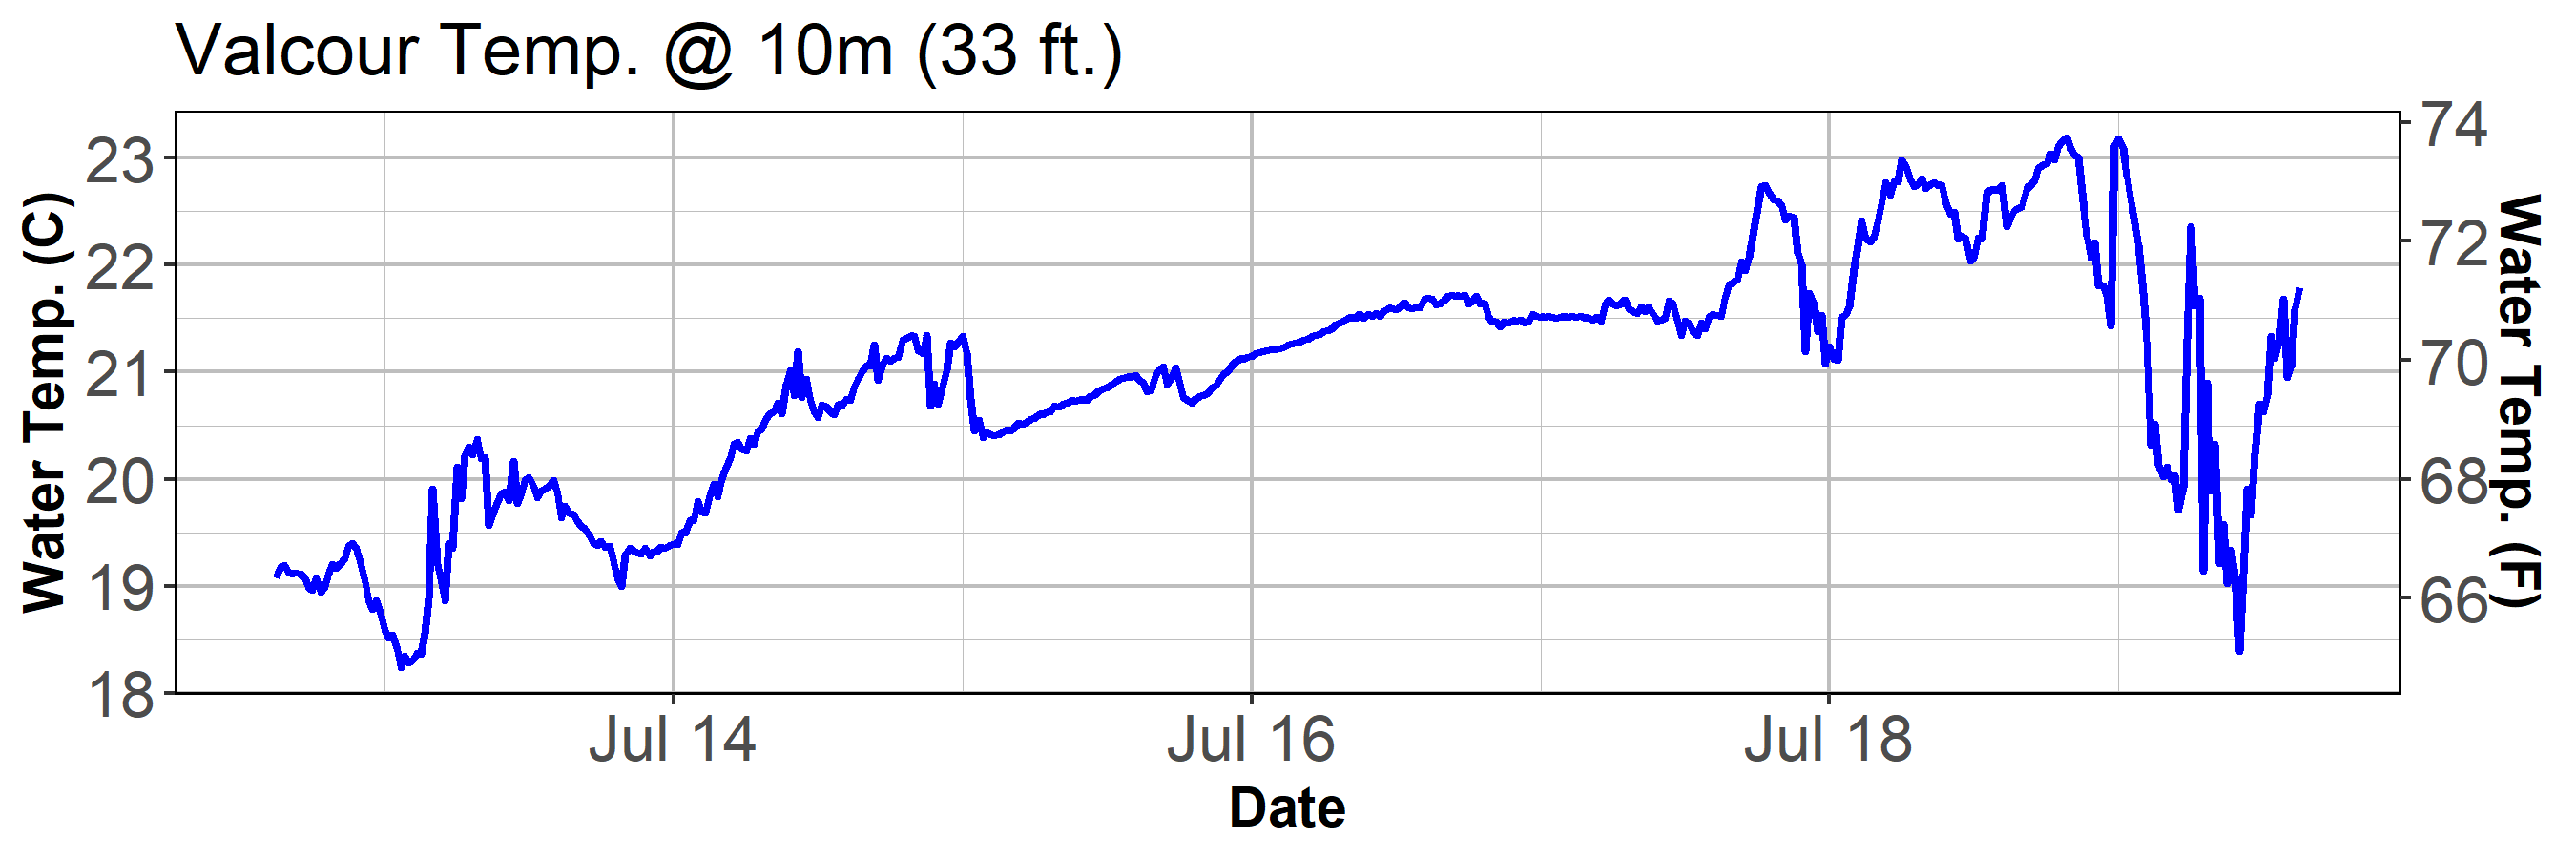 Valcour Temp. @ 10m (33 ft.)
Water Temp. (C)
23
22
21
20
19
18
74
72
70
68
66
Water Temp. (F)
Jul 14 Jul 16 Jul 18
Date